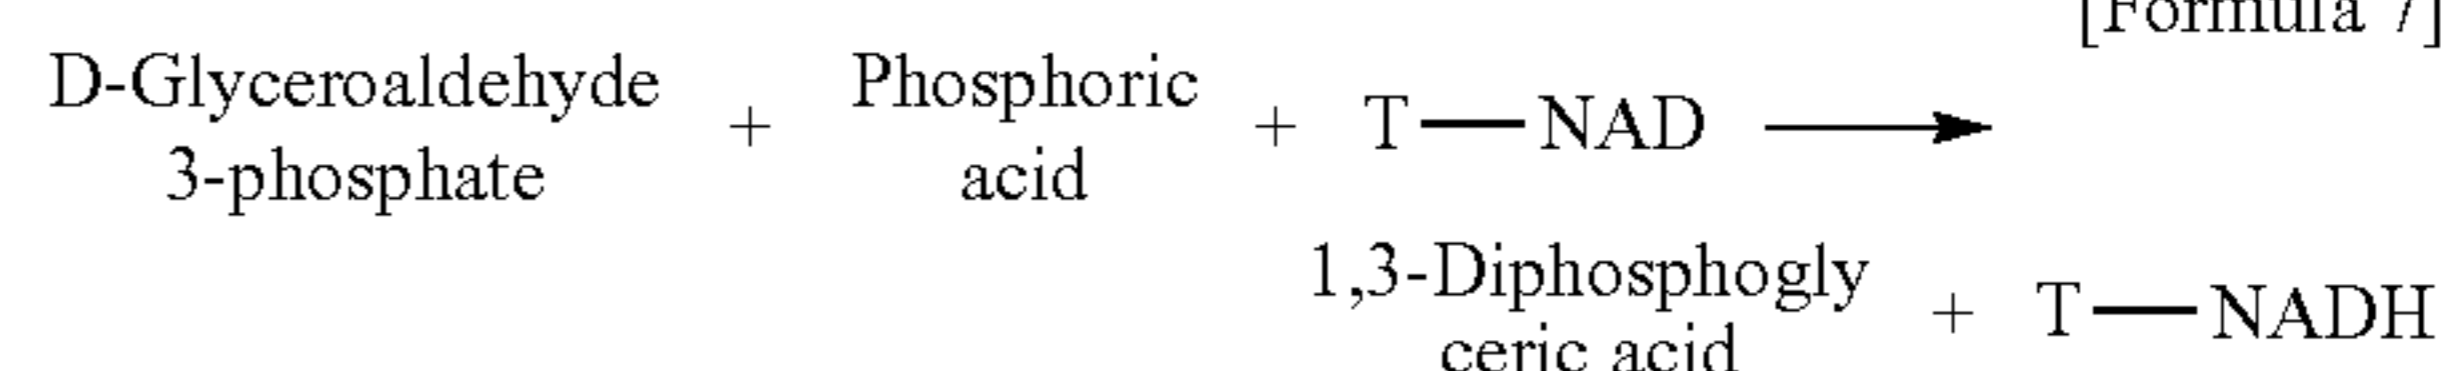 [Formula 7]
D-Glyceroaldehyde 3-phosphate + Phosphoric acid + T—NAD →
1,3-Diphosphogly ceric acid + T—NADH